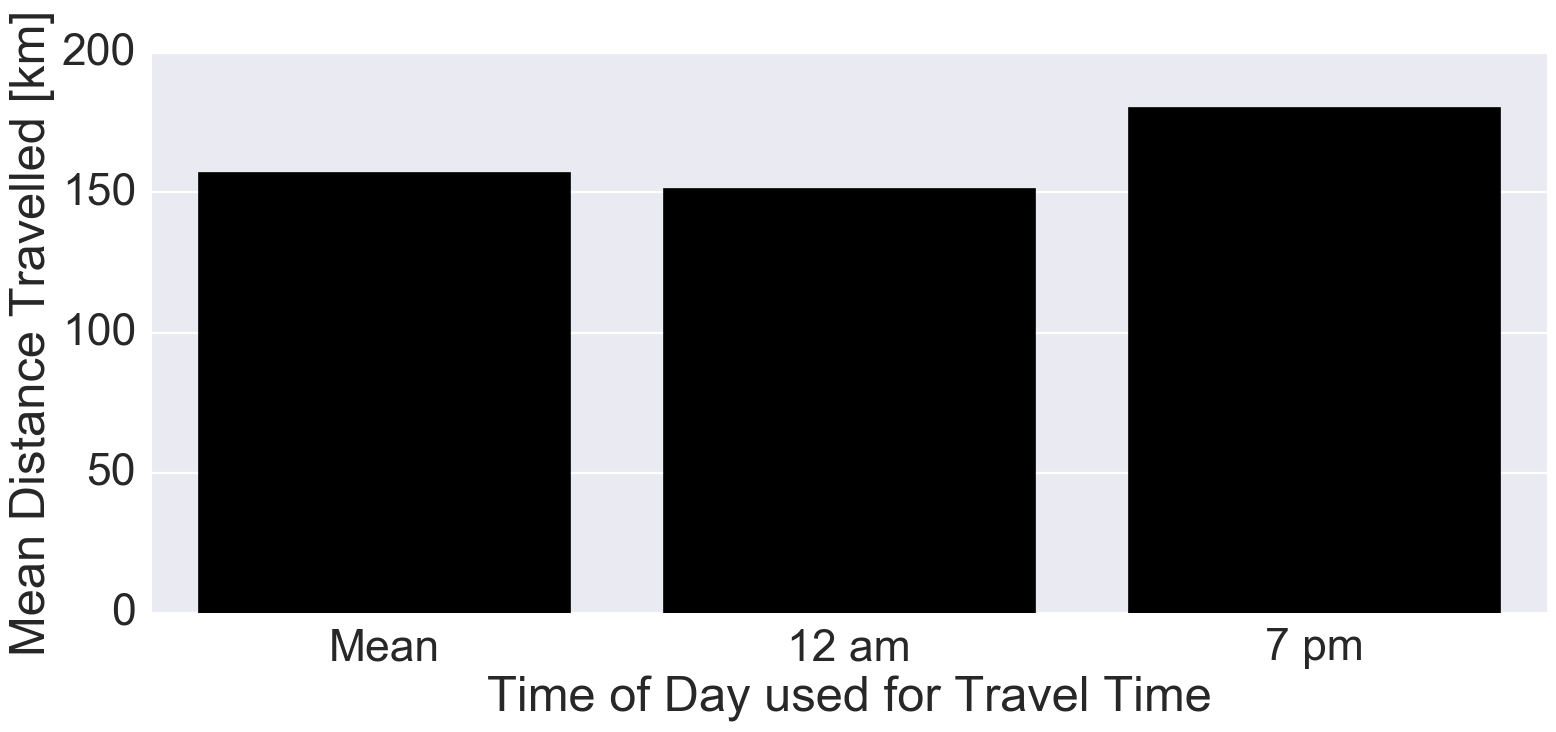 Mean Distance Travelled [km]
200
150
100
50
0
Mean
12 am
7 pm
Time of Day used for Travel Time